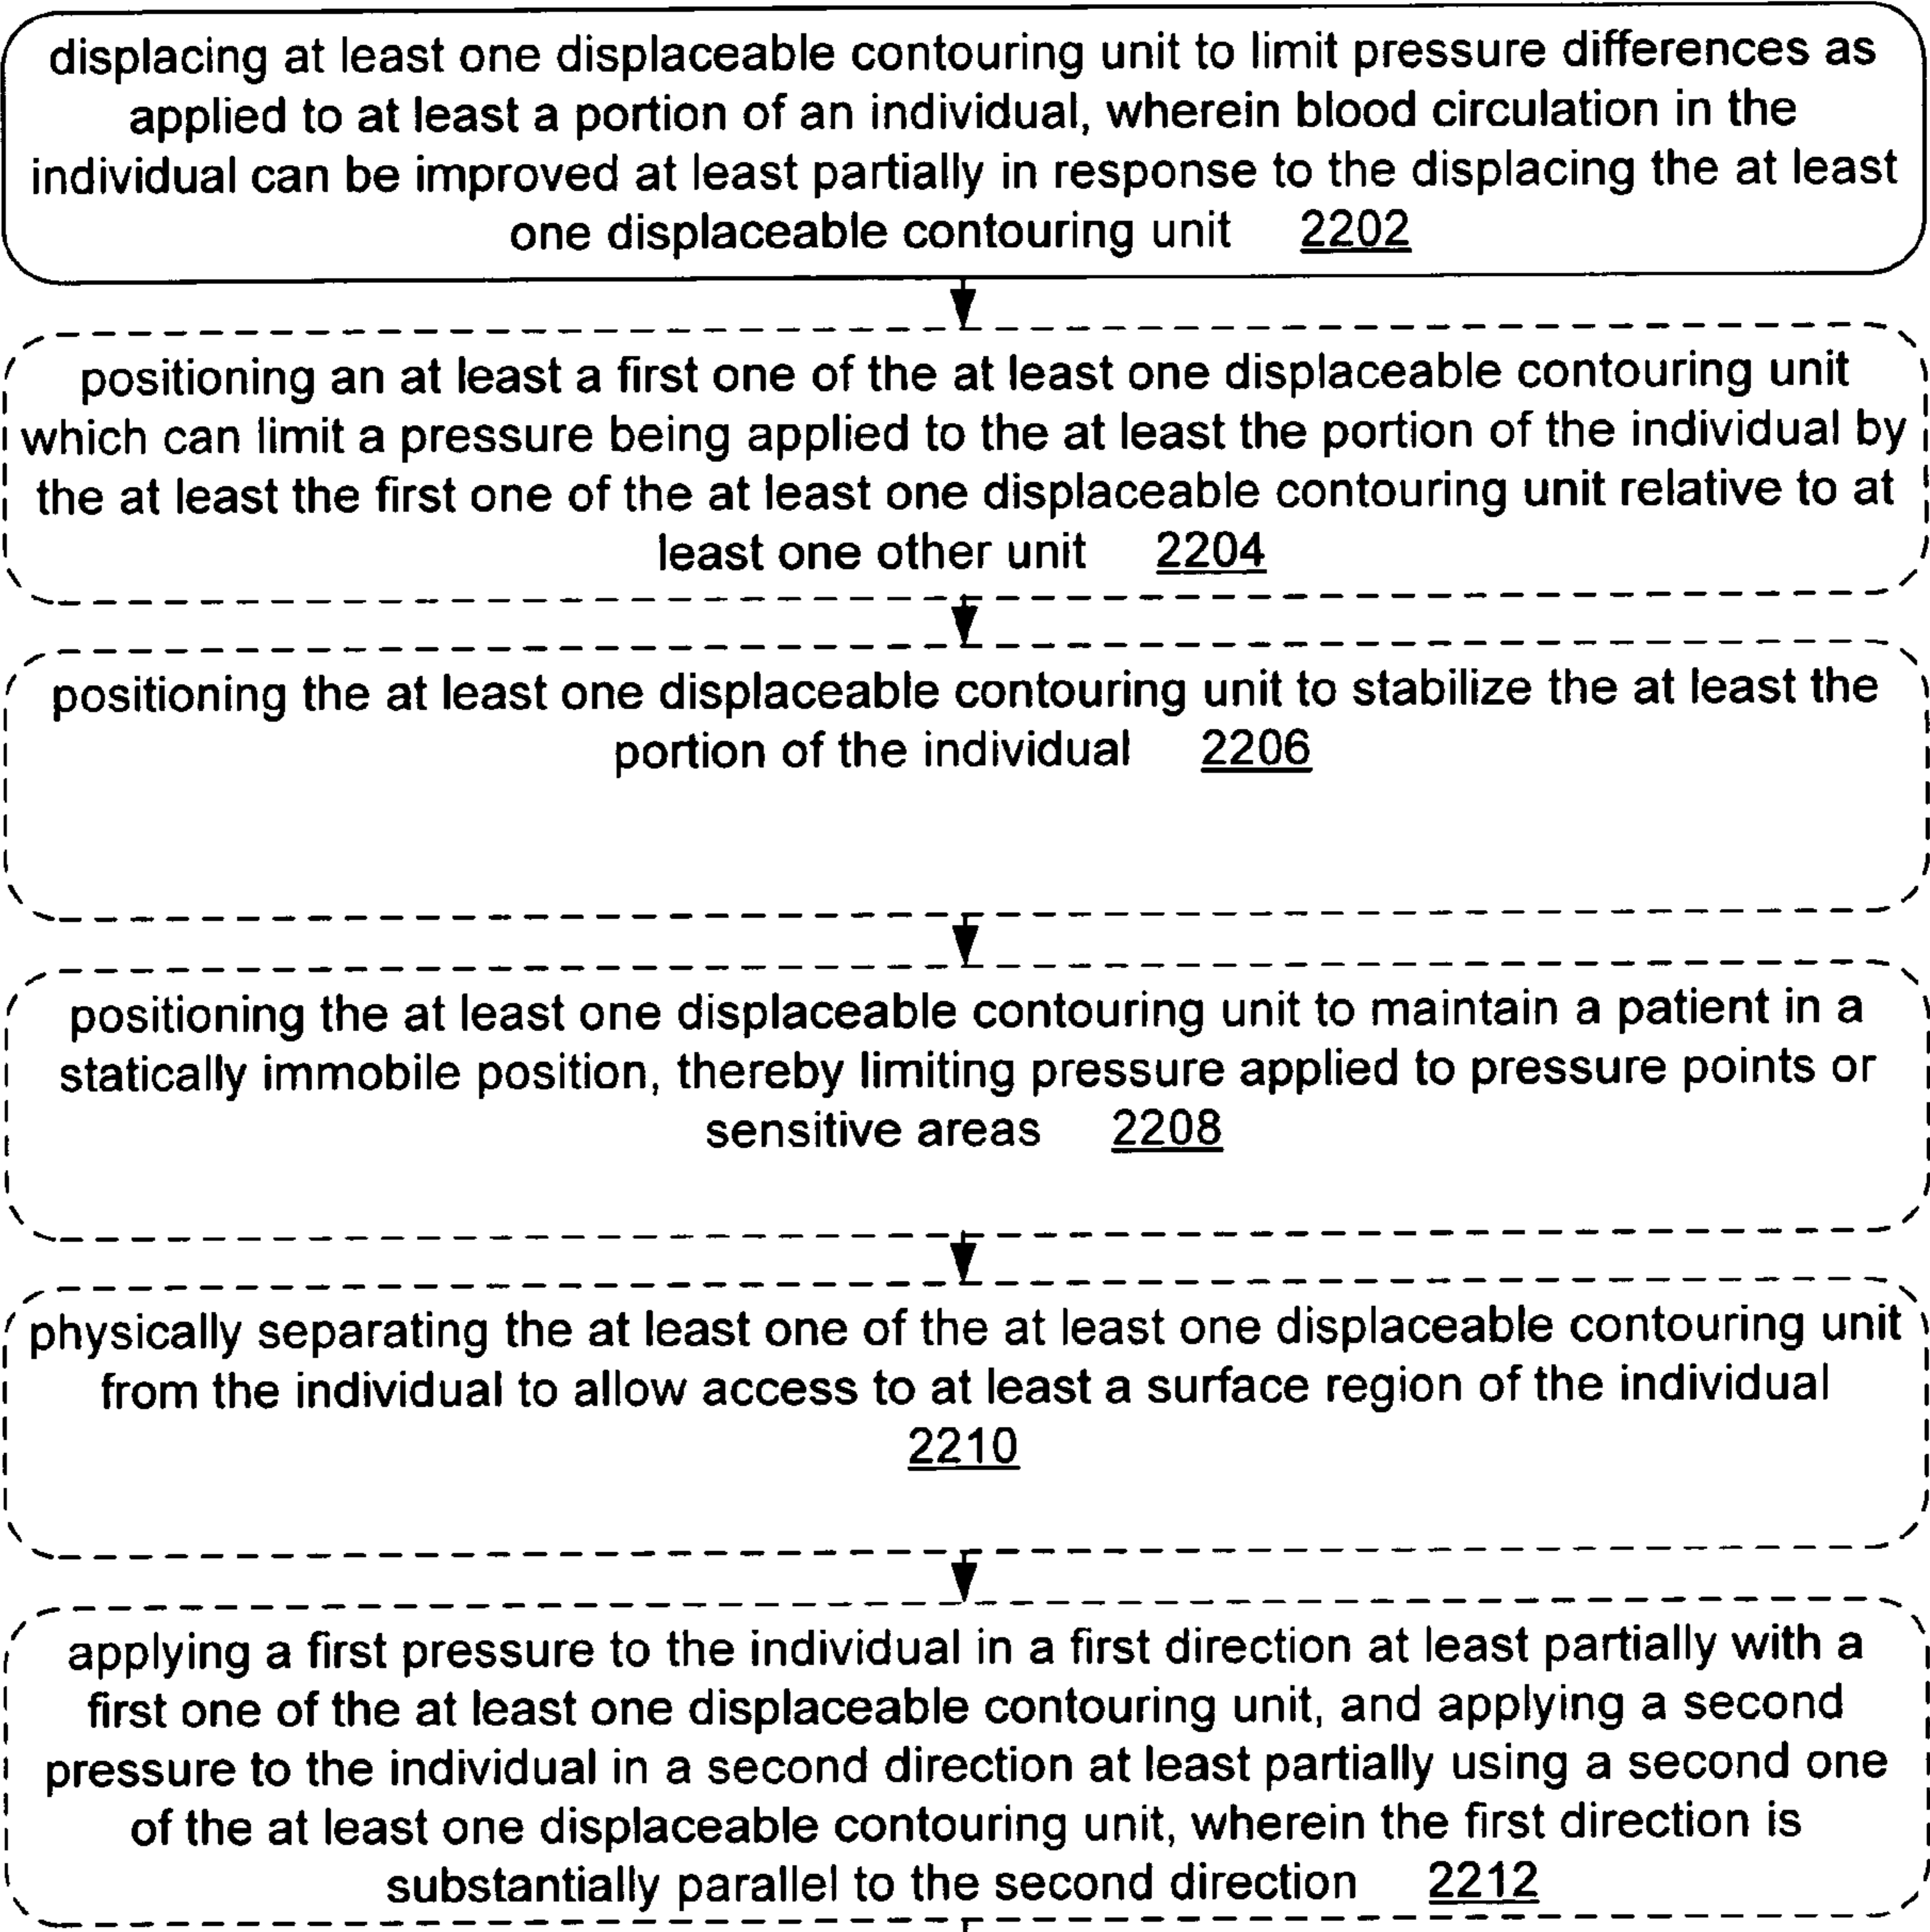 displacing at least one displaceable contouring unit to limit pressure differences as
applied to at least a portion of an individual, wherein blood circulation in the
individual can be improved at least partially in response to the displacing the at least
one displaceable contouring unit 2202
positioning an at least a first one of the at least one displaceable contouring unit
which can limit a pressure being applied to the at least the portion of the individual by
the at least the first one of the at least one displaceable contouring unit relative to at
least one other unit 2204
positioning the at least one displaceable contouring unit to stabilize the at least the
portion of the individual 2206
positioning the at least one displaceable contouring unit to maintain a patient in a
statically immobile position, thereby limiting pressure applied to pressure points or
sensitive areas 2208
physically separating the at least one of the at least one displaceable contouring unit
from the individual to allow access to at least a surface region of the individual
2210
applying a first pressure to the individual in a first direction at least partially with a
first one of the at least one displaceable contouring unit, and applying a second
pressure to the individual in a second direction at least partially using a second one
of the at least one displaceable contouring unit, wherein the first direction is
substantially parallel to the second direction 2212